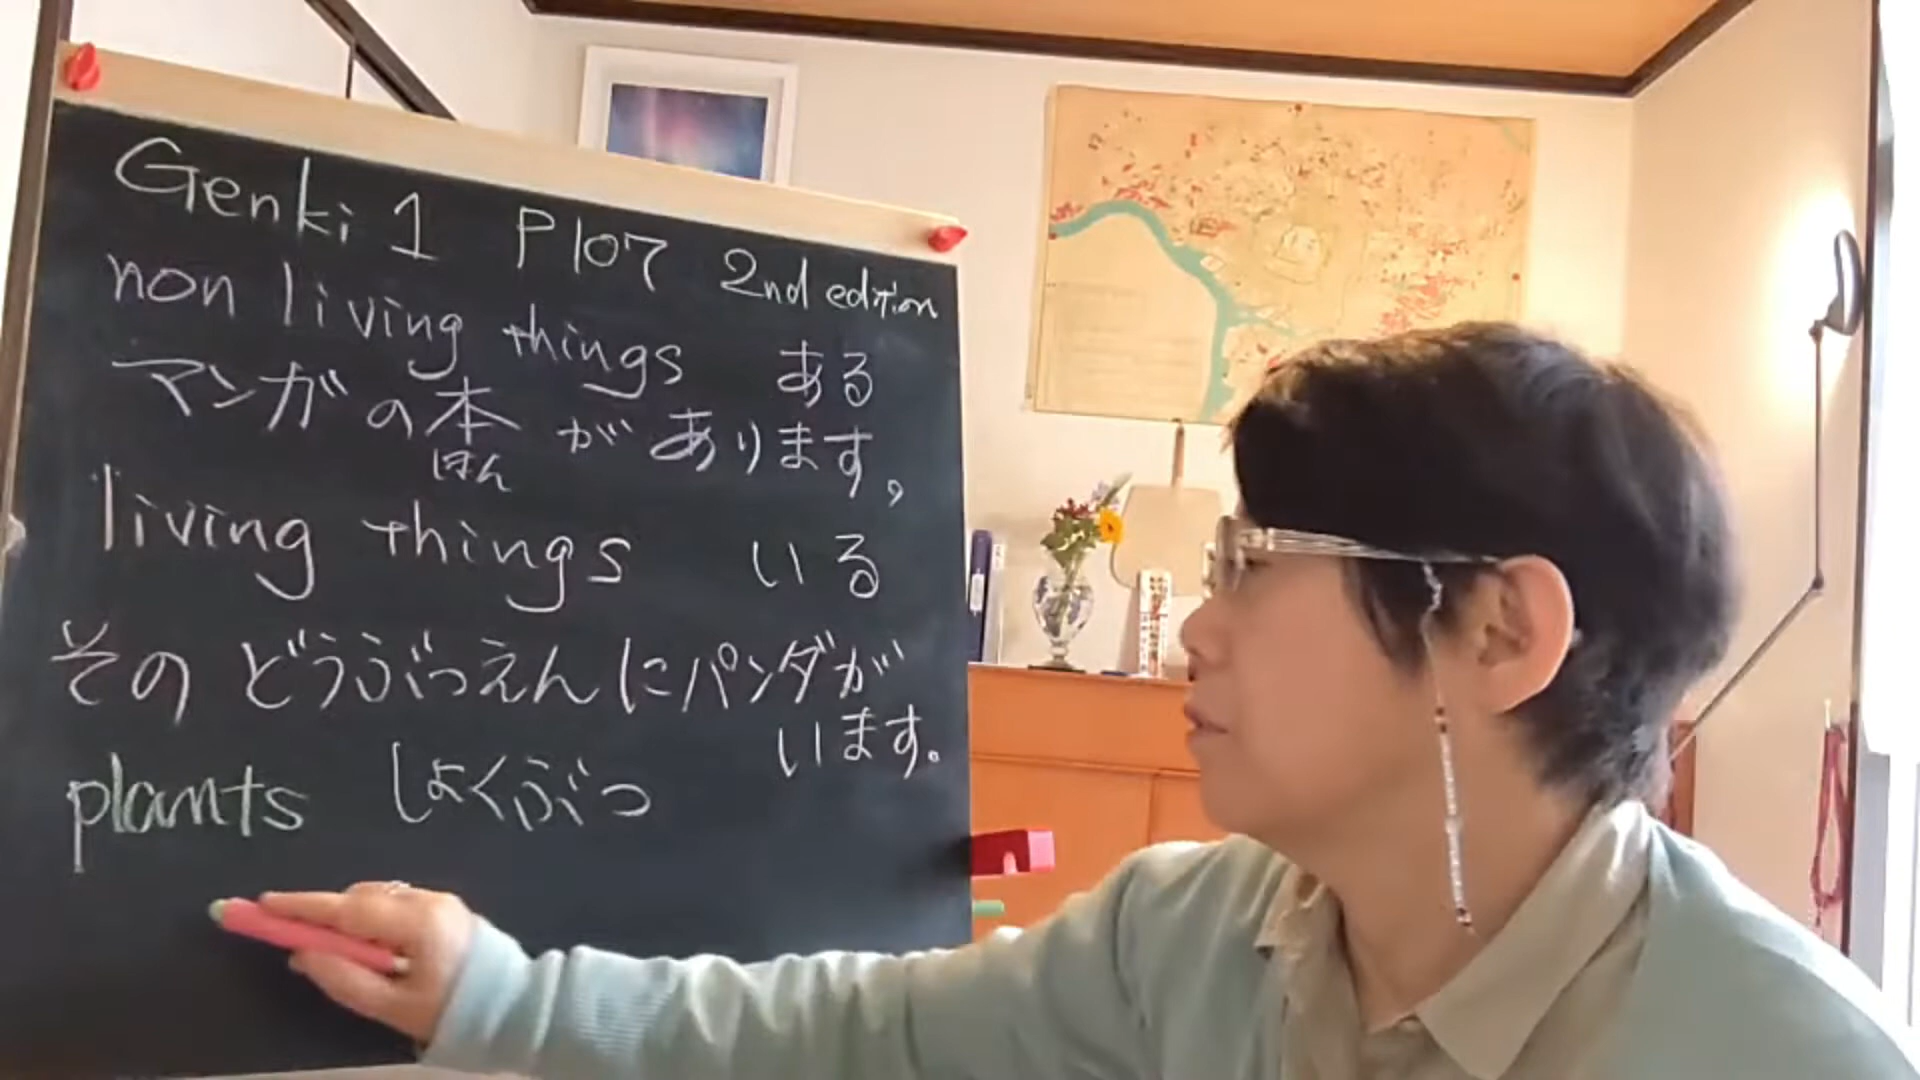 Genki 1 P107 2nd edition
non living things ある
マンガの本があります,
ほん
living things いる
そのどうぶつえんにパンダが
います。
plants しょくぶつ